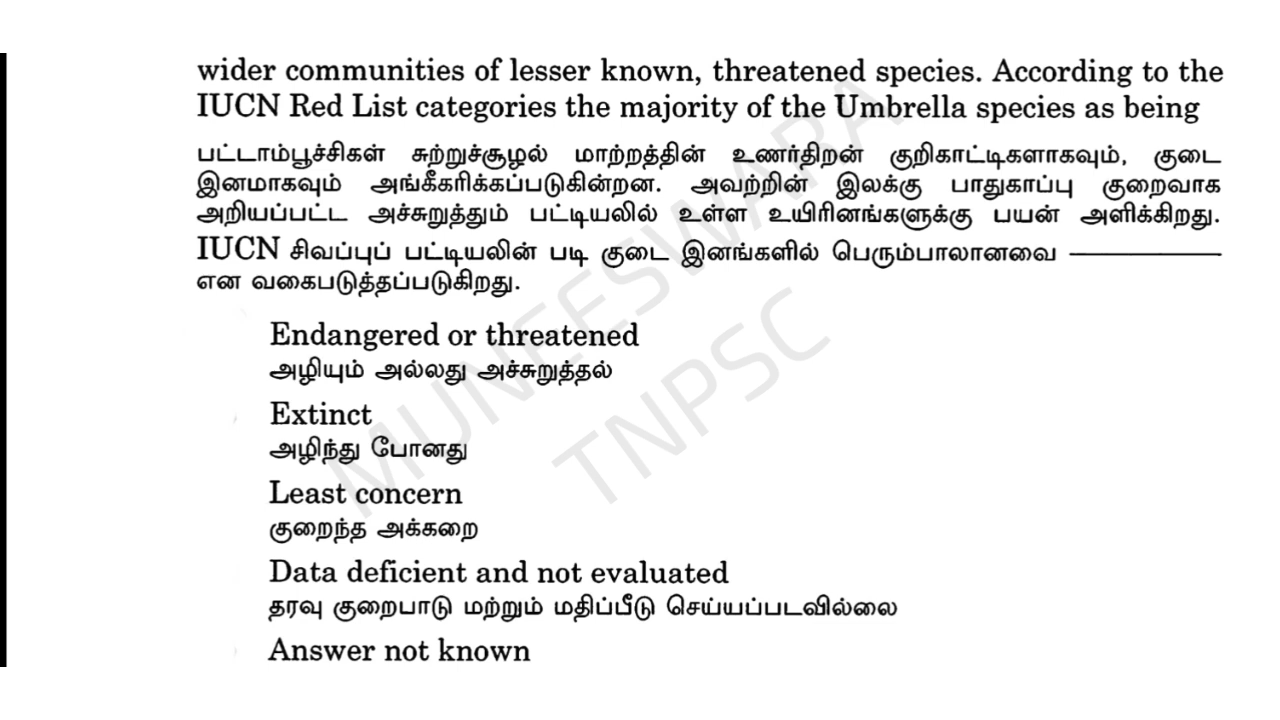 wider communities of lesser known, threatened species. According to the
IUCN Red List categories the majority of the Umbrella species as being
பட்டாம்பூச்சிகள் சுற்றுச்சூழல் மாற்றத்தின் உணர்திறன் குறிகாட்டிகளாகவும், குடை
இனமாகவும் அங்கீகரிக்கப்படுகின்றன. அவற்றின் இலக்கு பாதுகாப்பு குறைவாக
அறியப்பட்ட அச்சுறுத்தும் பட்டியலில் உள்ள உயிரினங்களுக்கு பயன் அளிக்கிறது.
IUCN சிவப்புப் பட்டியலின் படி குடை இனங்களில் பெரும்பாலானவை ————
என வகைபடுத்தப்படுகிறது.
Endangered or threatened
அழியும் அல்லது அச்சுறுத்தல்
Extinct
அழிந்து போனது
Least concern
குறைந்த அக்கறை
Data deficient and not evaluated
தரவு குறைபாடு மற்றும் மதிப்பீடு செய்யப்படவில்லை
Answer not known
MUNEESWARA
TNPSC